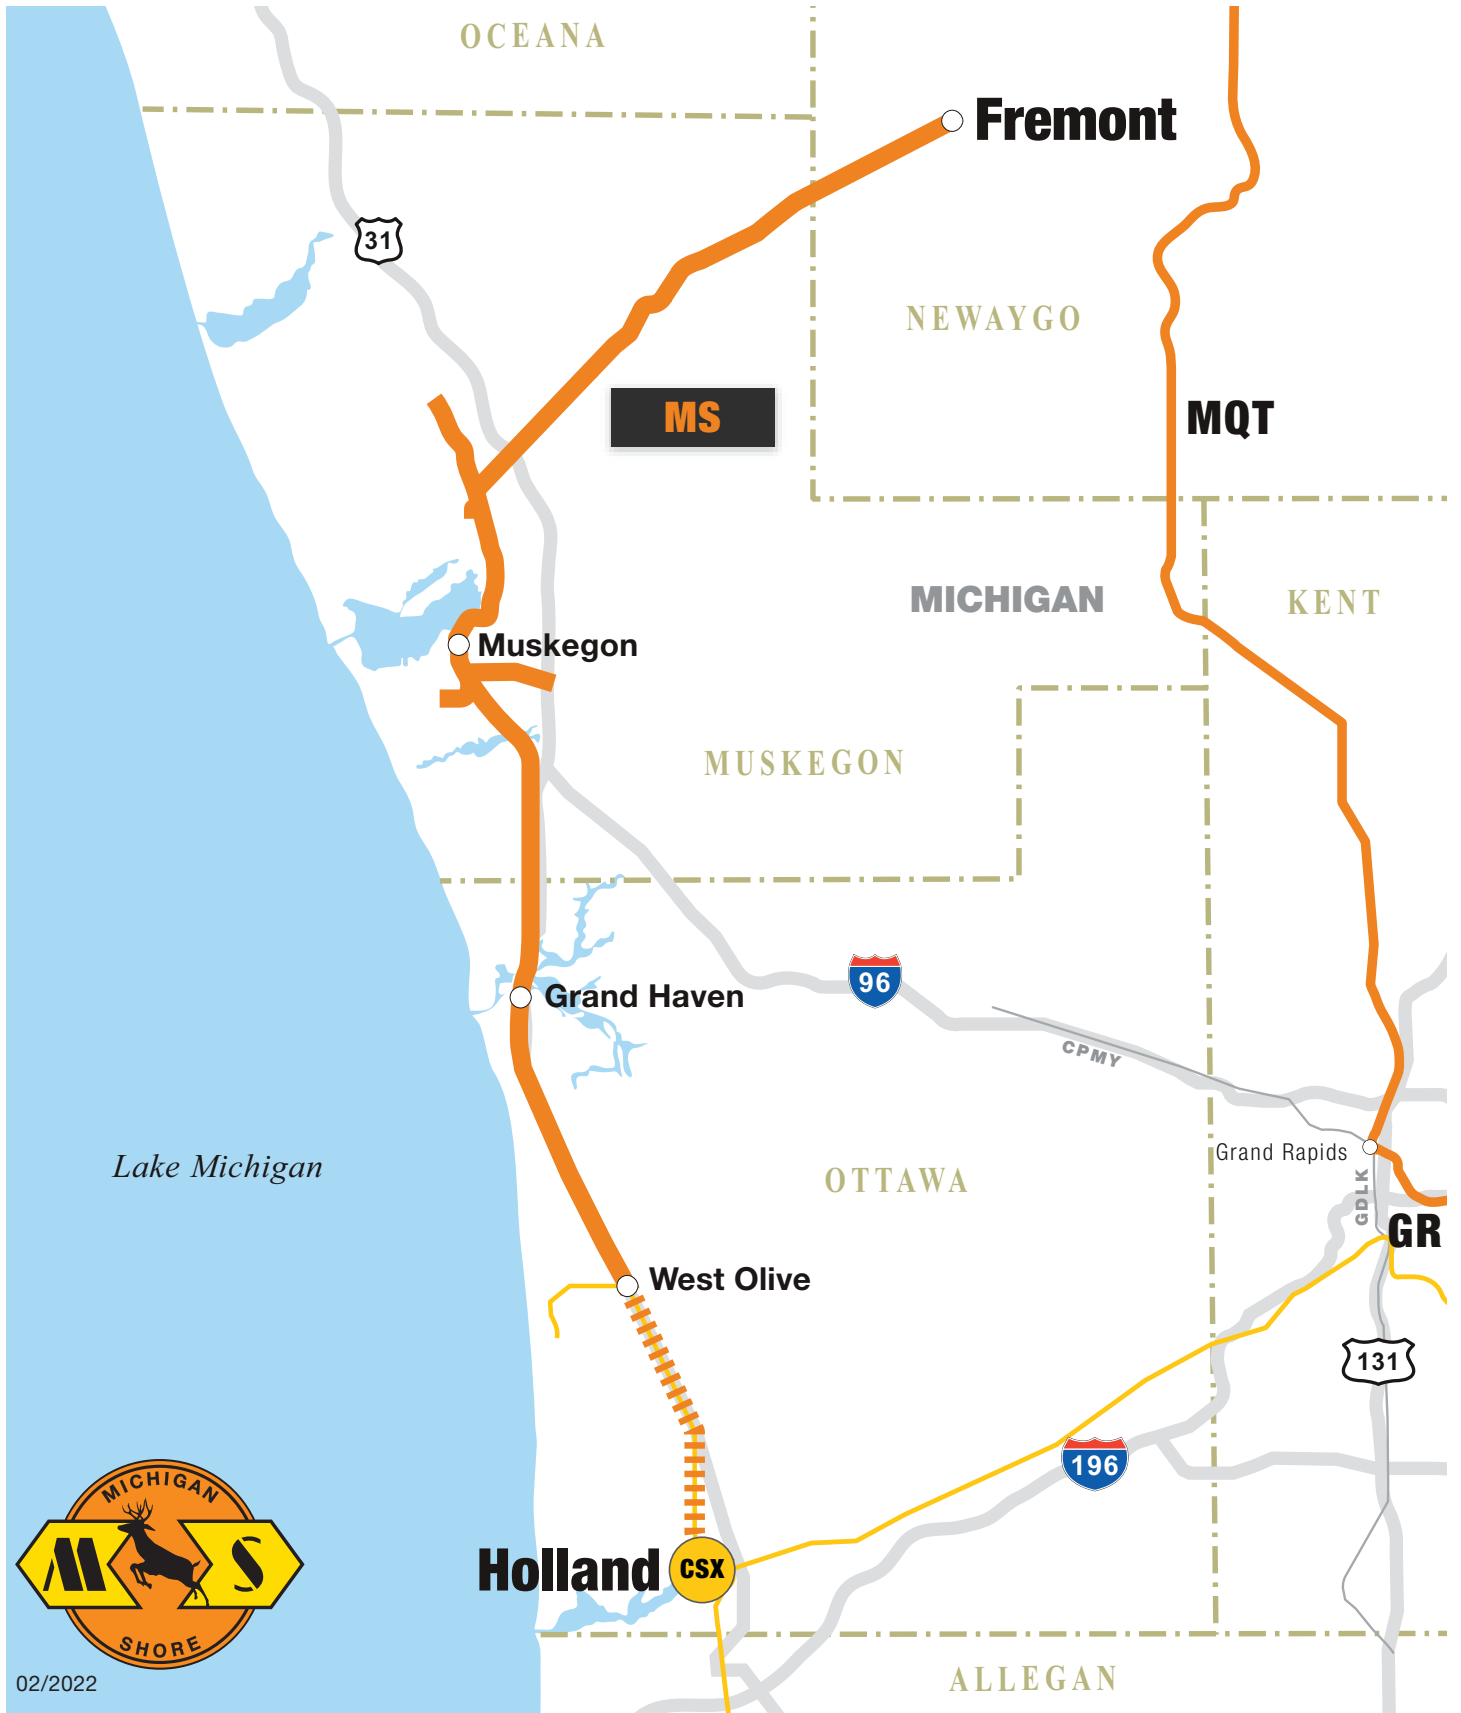 OCEANA
Fremont
31
NEWAYGO
MS
MQT
MICHIGAN
KENT
Muskegon
MUSKEGON
96
Grand Haven
CPMY
Grand Rapids
Lake Michigan
OTTAWA
GDLK
GR
West Olive
131
196
MICHIGAN
M S
SHORE
Holland
CSX
02/2022
ALLEGAN